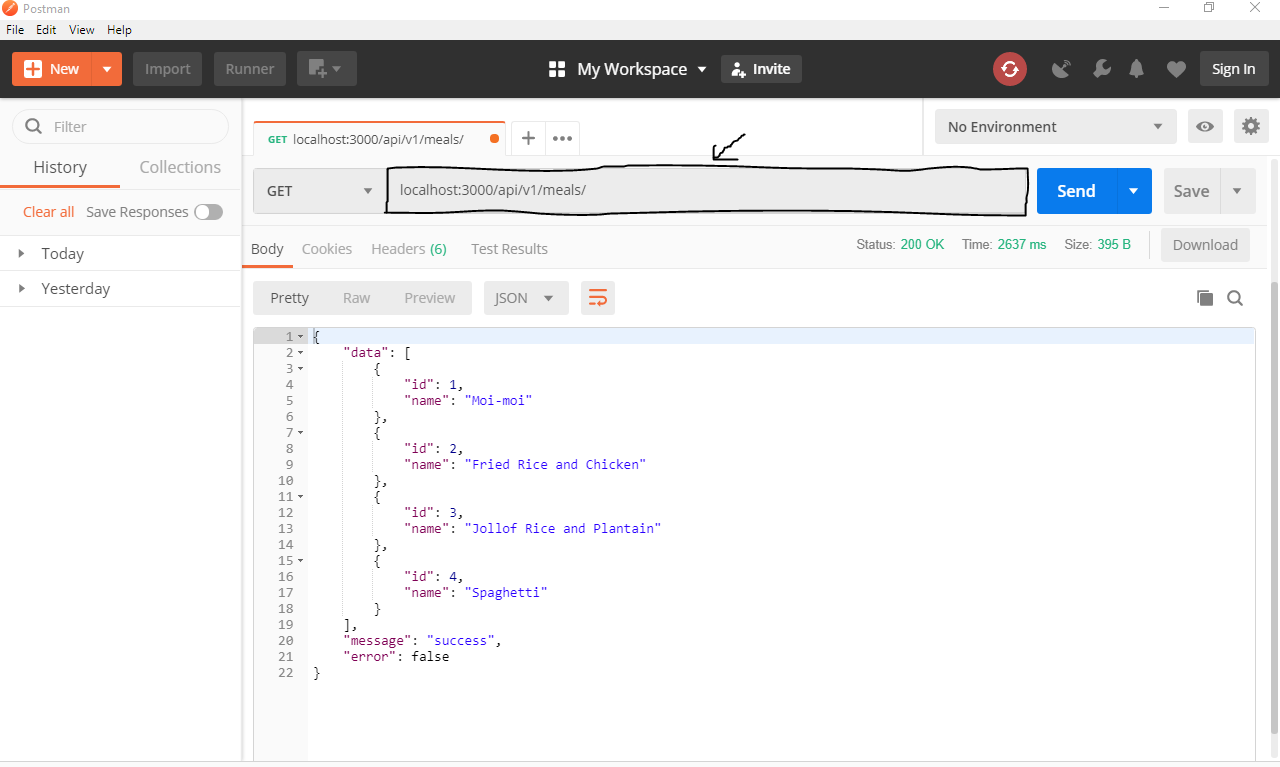 Postman
File Edit View Help
New Import Runner My Workspace Invite Sign In
Filter
History Collections
Clear all Save Responses
Today
Yesterday
GET localhost:3000/api/v1/meals/ + •••
No Environment
GET localhost:3000/api/v1/meals/ Send Save
Body Cookies Headers (6) Test Results Status: 200 OK Time: 2637 ms Size: 395 B Download
Pretty Raw Preview JSON
1 {
2 "data": [
3 {
4 "id": 1,
5 "name": "Moi-moi"
6 },
7 {
8 "id": 2,
9 "name": "Fried Rice and Chicken"
10 },
11 {
12 "id": 3,
13 "name": "Jollof Rice and Plantain"
14 },
15 {
16 "id": 4,
17 "name": "Spaghetti"
18 }
19 ],
20 "message": "success",
21 "error": false
22 }